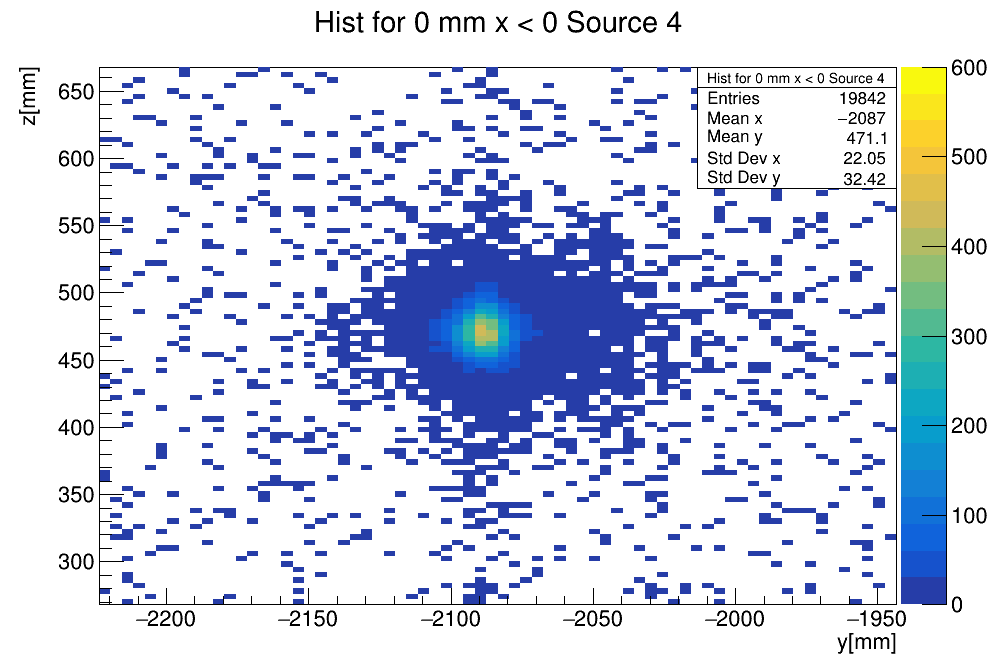 Hist for 0 mm x < 0 Source 4
z[mm]
650
600
550
500
450
400
350
300
Hist for 0 mm x < 0 Source 4
Entries 19842
Mean x −2087
Mean y 471.1
Std Dev x 22.05
Std Dev y 32.42
600
500
400
300
200
100
0
−2200 −2150 −2100 −2050 −2000 −1950
y[mm]